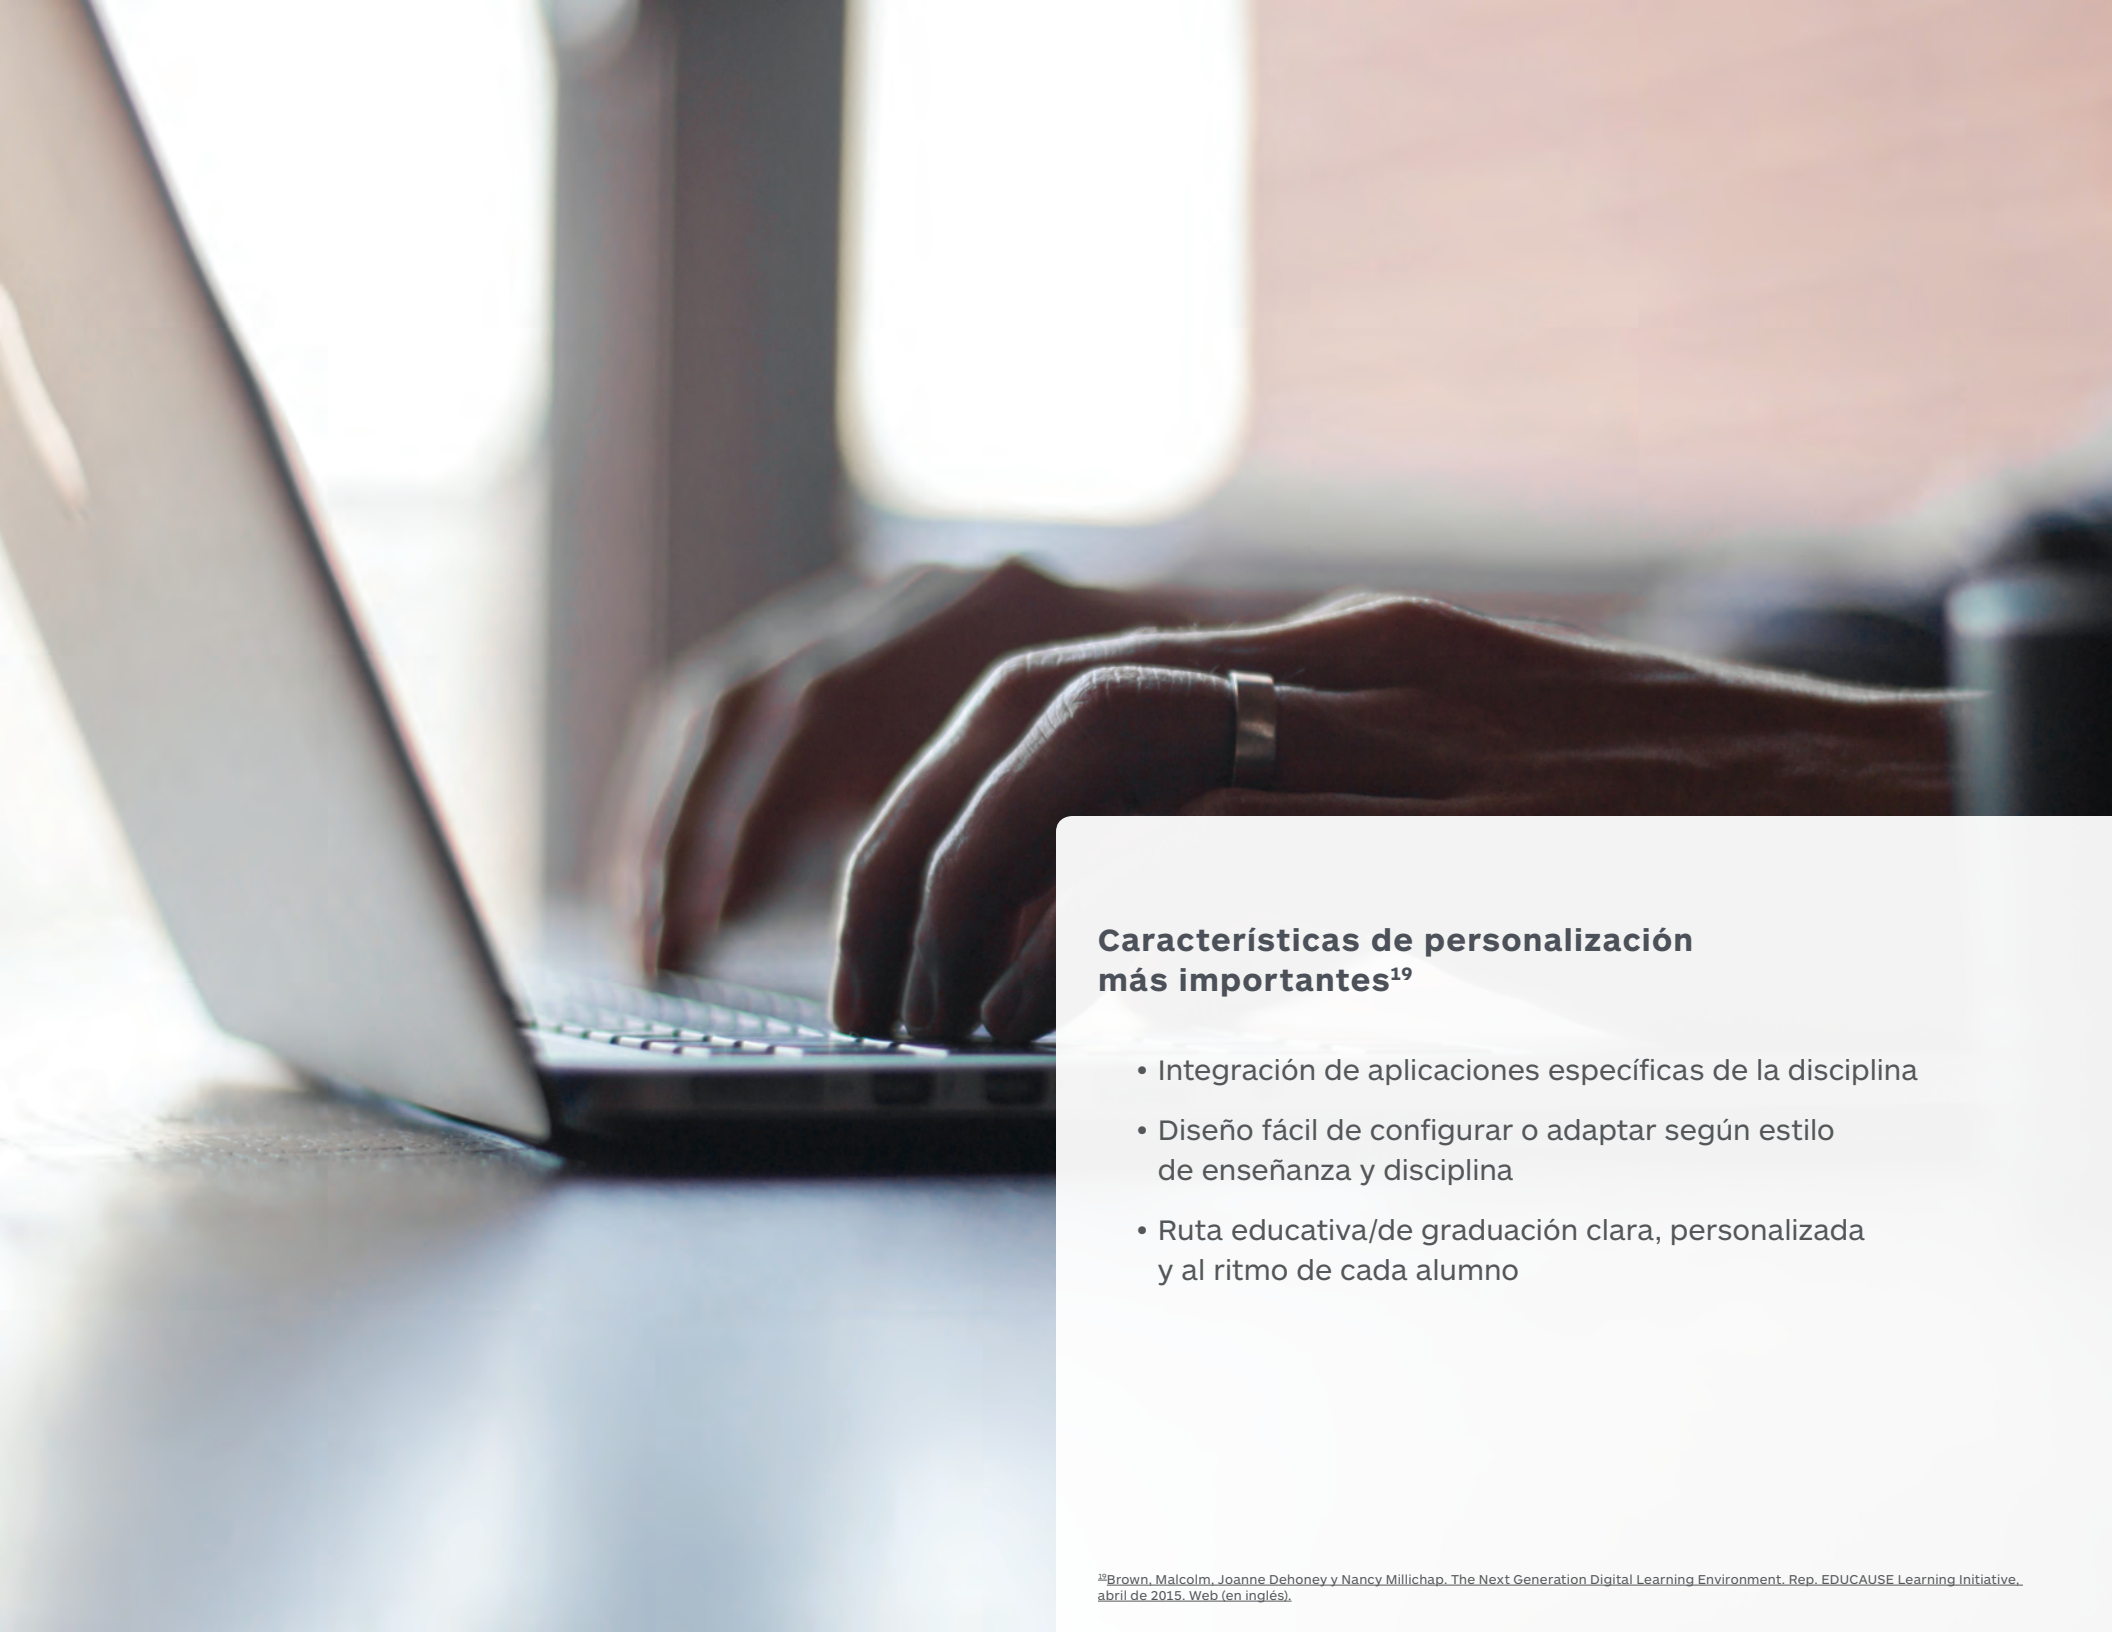 Características de personalización
más importantes¹⁹
• Integración de aplicaciones específicas de la disciplina
• Diseño fácil de configurar o adaptar según estilo
de enseñanza y disciplina
• Ruta educativa/de graduación clara, personalizada
y al ritmo de cada alumno
¹⁹Brown, Malcolm, Joanne Dehoney y Nancy Millichap. The Next Generation Digital Learning Environment. Rep. EDUCAUSE Learning Initiative,
abril de 2015. Web (en inglés).